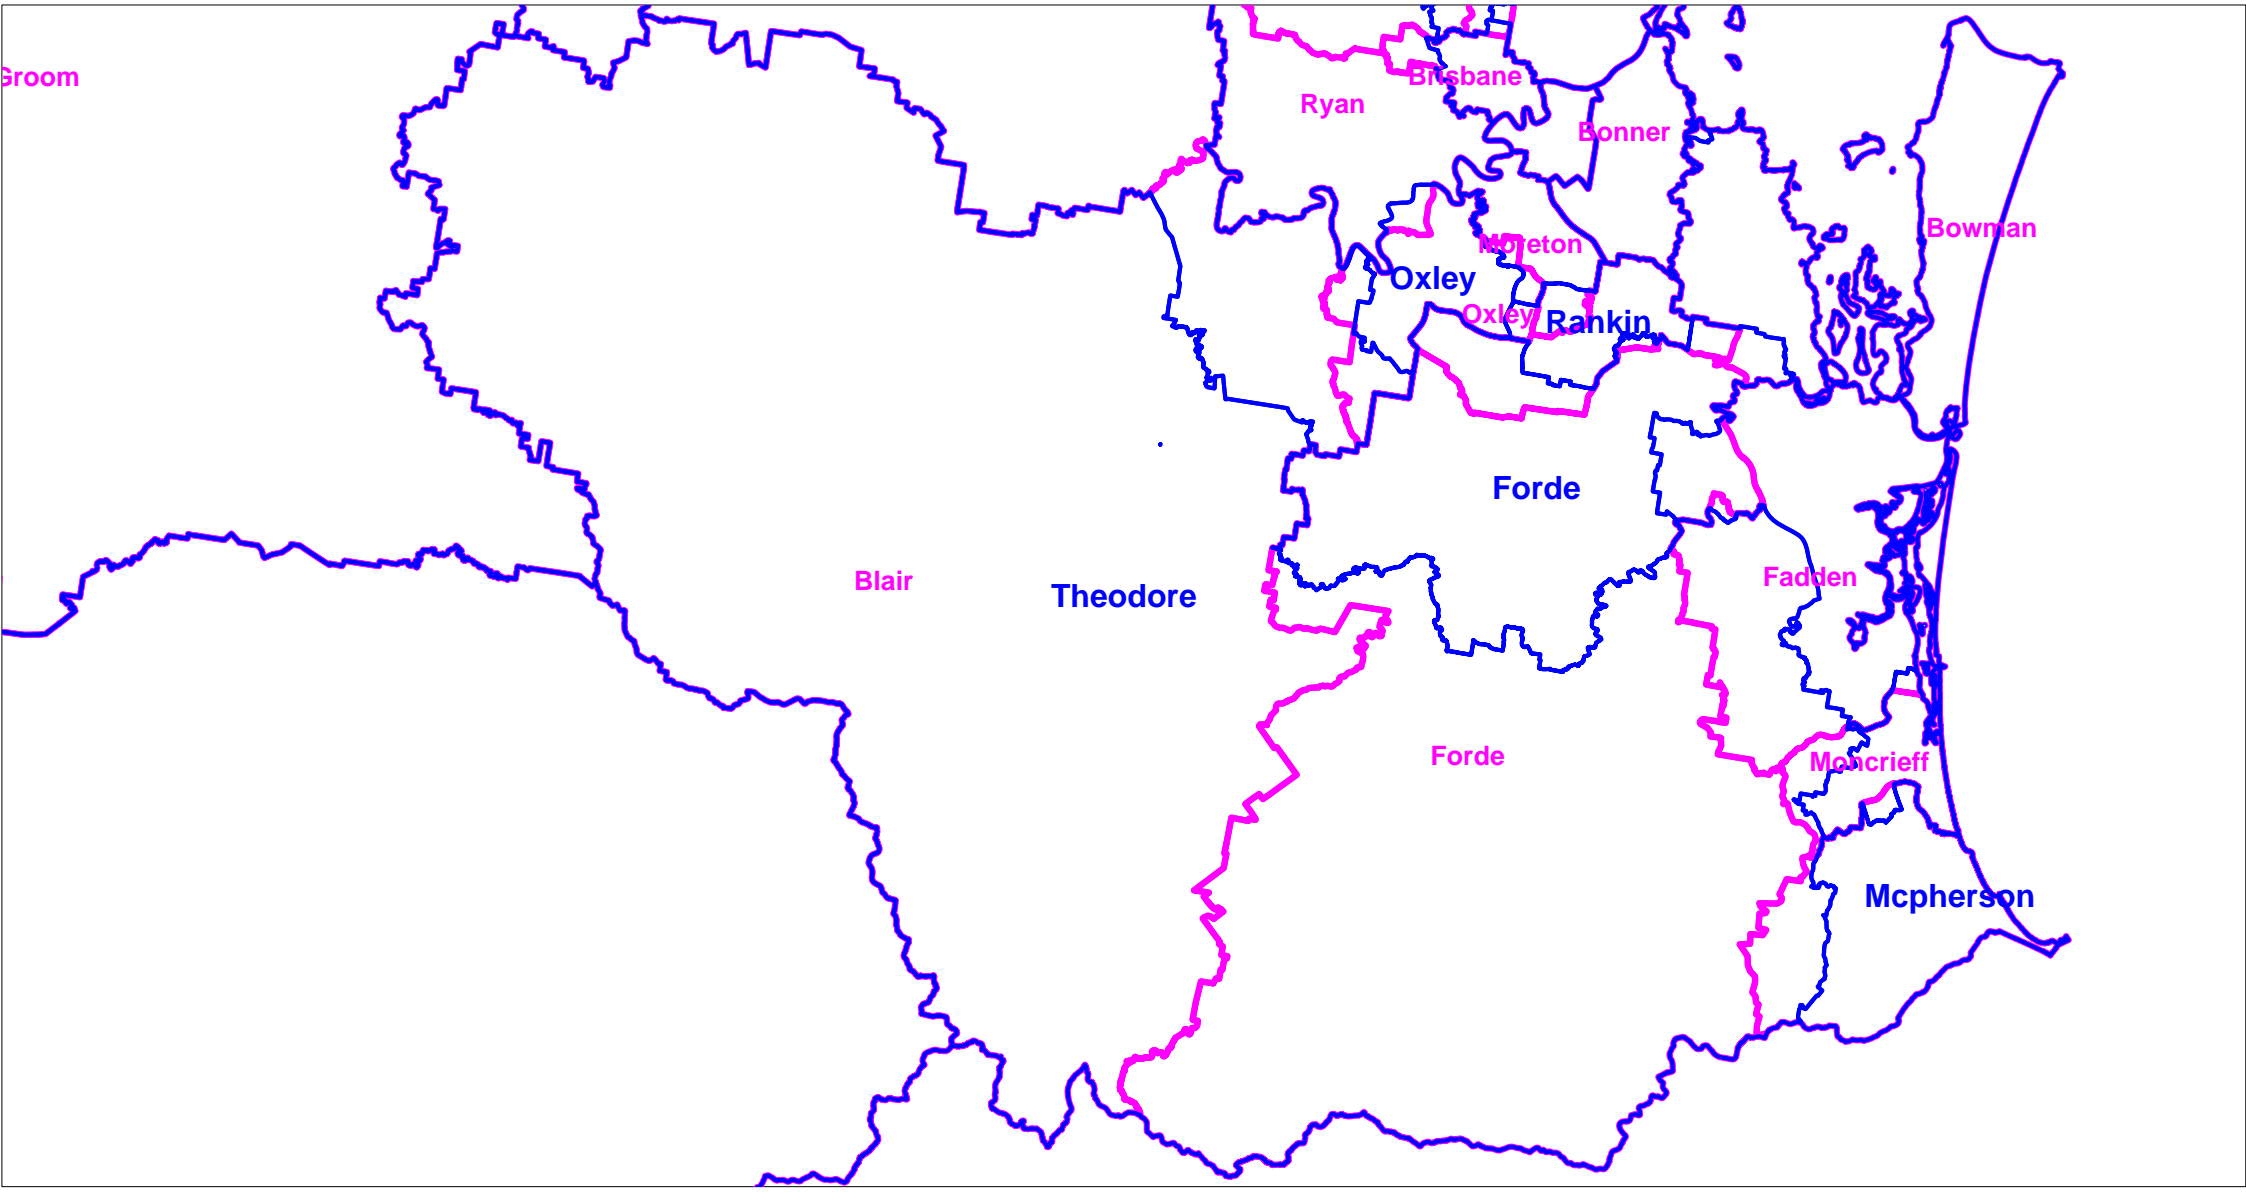 Groom
Brisbane
Ryan
Bonner
Bowman
Moreton
Oxley
Oxley
Rankin
Forde
Fadden
Blair
Theodore
Forde
Moncrieff
Mcpherson